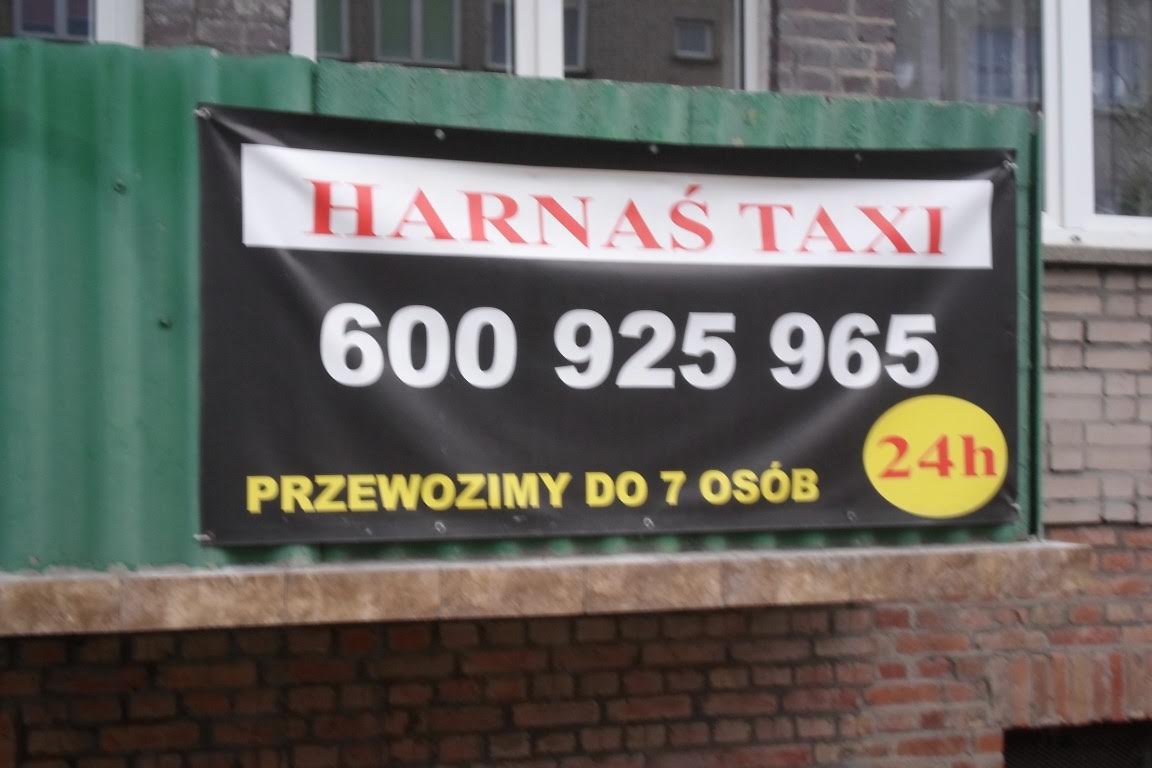 HARNAŚ TAXI
600 925 965
24h
PRZEWOZIMY DO 7 OSÓB